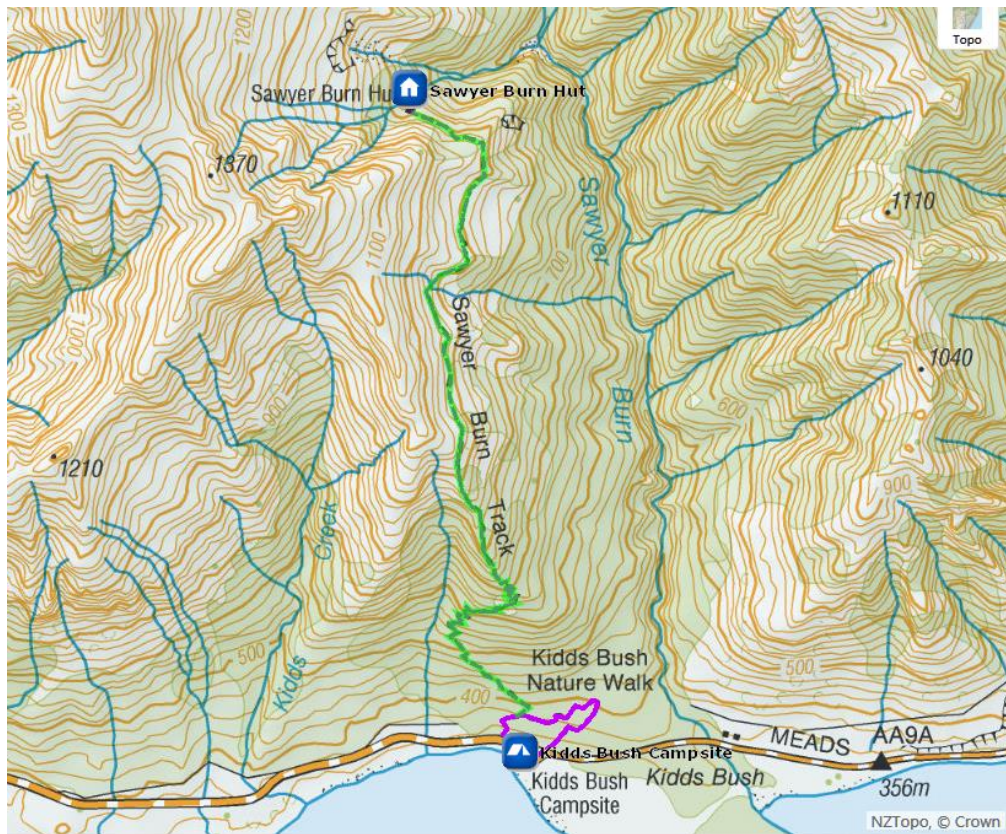 1200
Topo
Sawyer Burn Hu
Sawyer Burn Hut
1300
1370
Sawyer
1110
1100
700
Sawyer
1000
Burn
1040
900
Burn
600
1210
900
Creek
Track
500
Kidds
Kidds Bush
Nature Walk
500
400
MEADS
AA9A
Kidds Bush Campsite
Kidds Bush
Campsite
Kidds Bush
356m
NZTopo, © Crown